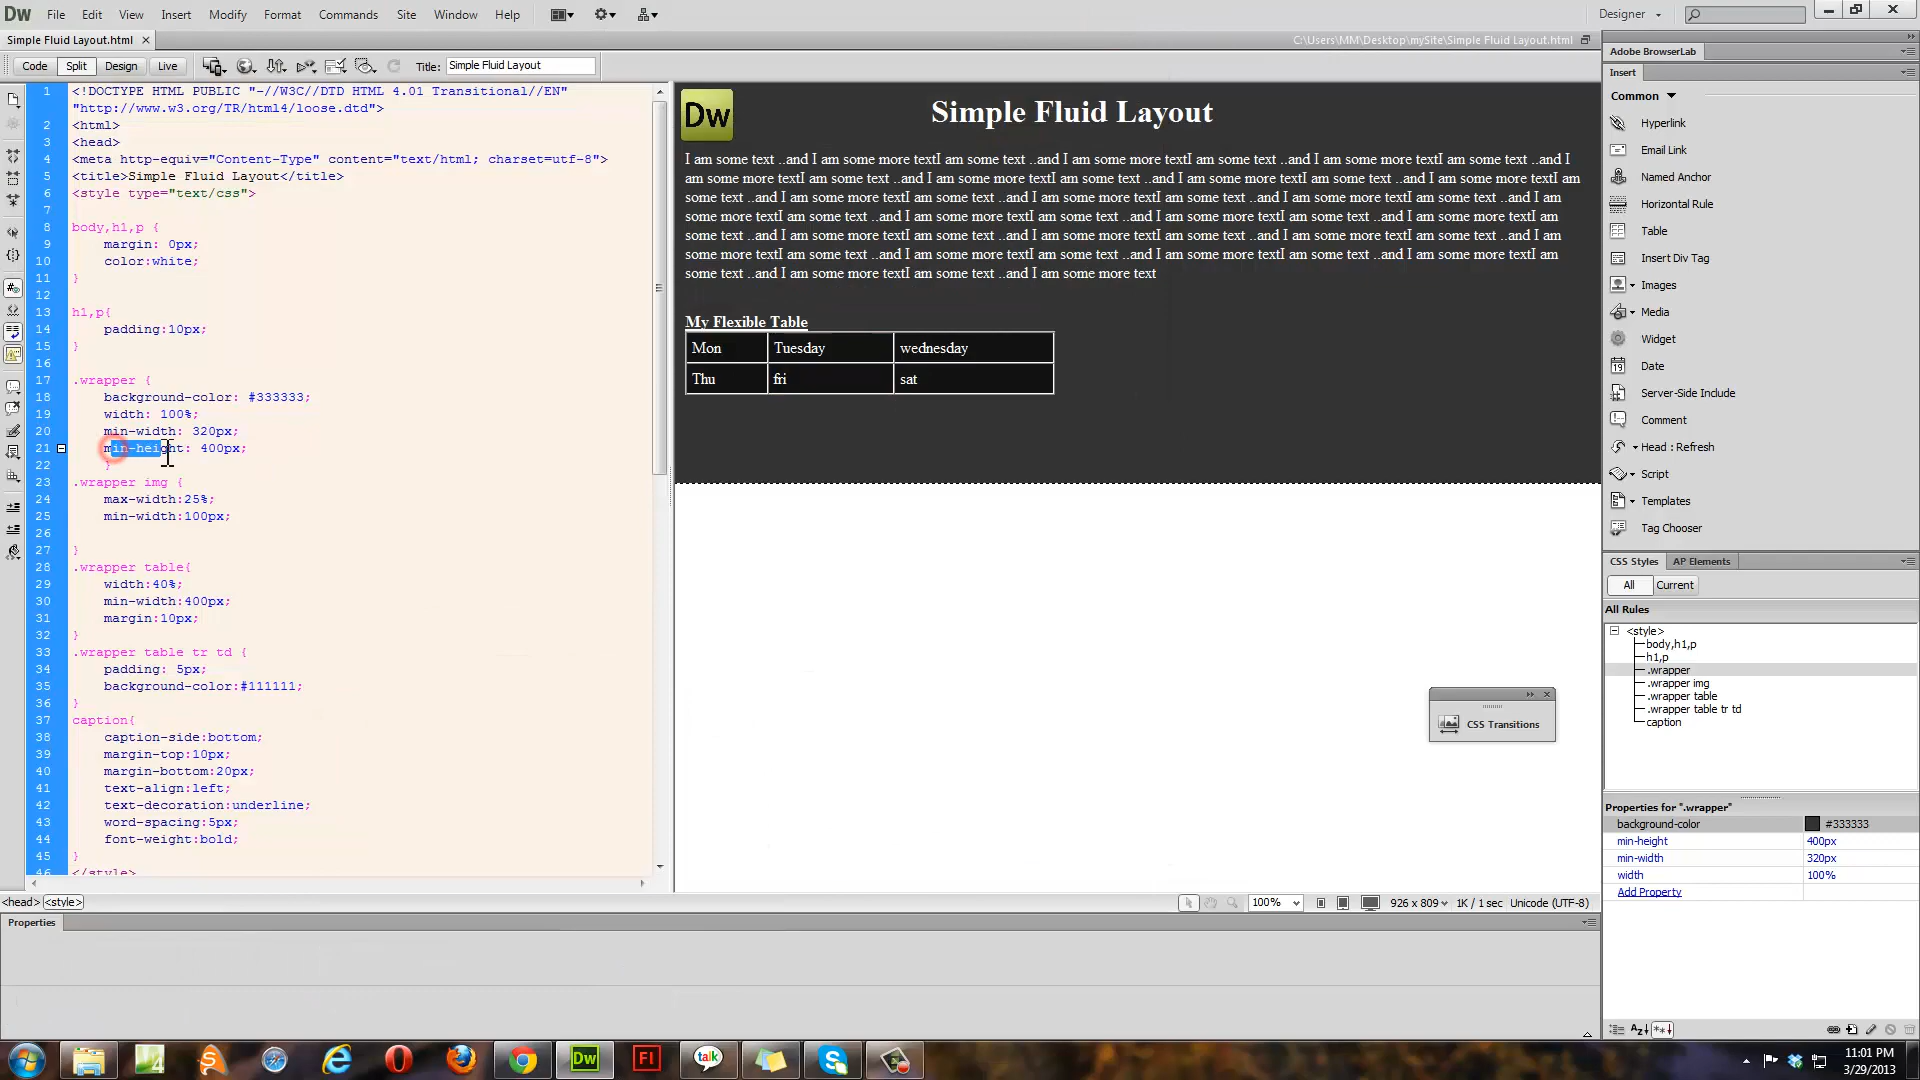 Dw File Edit View Insert Modify Format Commands Site Window Help Designer
Simple Fluid Layout.html × C:\Users\MM\Desktop\mySite\Simple Fluid Layout.html
Code Split Design Live Title: Simple Fluid Layout
1 <!DOCTYPE HTML PUBLIC "-//W3C//DTD HTML 4.01 Transitional//EN"
"http://www.w3.org/TR/html4/loose.dtd">
2 <html>
3 <head>
4 <meta http-equiv="Content-Type" content="text/html; charset=utf-8">
5 <title>Simple Fluid Layout</title>
6 <style type="text/css">
7
8 body,h1,p {
9 margin: 0px;
10 color:white;
11 }
12
13 h1,p{
14 padding:10px;
15 }
16
17 .wrapper {
18 background-color: #333333;
19 width: 100%;
20 min-width: 320px;
21 min-height: 400px;
22 }
23 .wrapper img {
24 max-width:25%;
25 min-width:100px;
26
27 }
28 .wrapper table{
29 width:40%;
30 min-width:400px;
31 margin:10px;
32 }
33 .wrapper table tr td {
34 padding: 5px;
35 background-color:#111111;
36 }
37 caption{
38 caption-side:bottom;
39 margin-top:10px;
40 margin-bottom:20px;
41 text-align:left;
42 text-decoration:underline;
43 word-spacing:5px;
44 font-weight:bold;
45 }
46 </style>
<head> <style>
Dw Simple Fluid Layout
I am some text ..and I am some more textI am some text ..and I am some more textI am some text ..and I am some more textI am some text ..and I
am some more textI am some text ..and I am some more textI am some text ..and I am some more textI am some text ..and I am some more textI am
some text ..and I am some more textI am some text ..and I am some more textI am some text ..and I am some more textI am some text ..and I am
some more textI am some text ..and I am some more textI am some text ..and I am some more textI am some text ..and I am some more textI am
some text ..and I am some more textI am some text ..and I am some more textI am some text ..and I am some more textI am some text ..and I am
some more textI am some text ..and I am some more textI am some text ..and I am some more textI am some text ..and I am some more textI am
some text ..and I am some more textI am some text ..and I am some more text
My Flexible Table
Mon Tuesday wednesday
Thu fri sat
CSS Transitions
100% 926 x 809 1K / 1 sec Unicode (UTF-8)
Properties
Adobe BrowserLab
Insert
Common
Hyperlink
Email Link
Named Anchor
Horizontal Rule
Table
Insert Div Tag
Images
Media
Widget
Date
Server-Side Include
Comment
Head : Refresh
Script
Templates
Tag Chooser
CSS Styles AP Elements
All Current
All Rules
<style>
body,h1,p
h1,p
.wrapper
.wrapper img
.wrapper table
.wrapper table tr td
caption
Properties for ".wrapper"
background-color #333333
min-height 400px
min-width 320px
width 100%
Add Property
talk Dw Fl
11:01 PM
3/29/2013